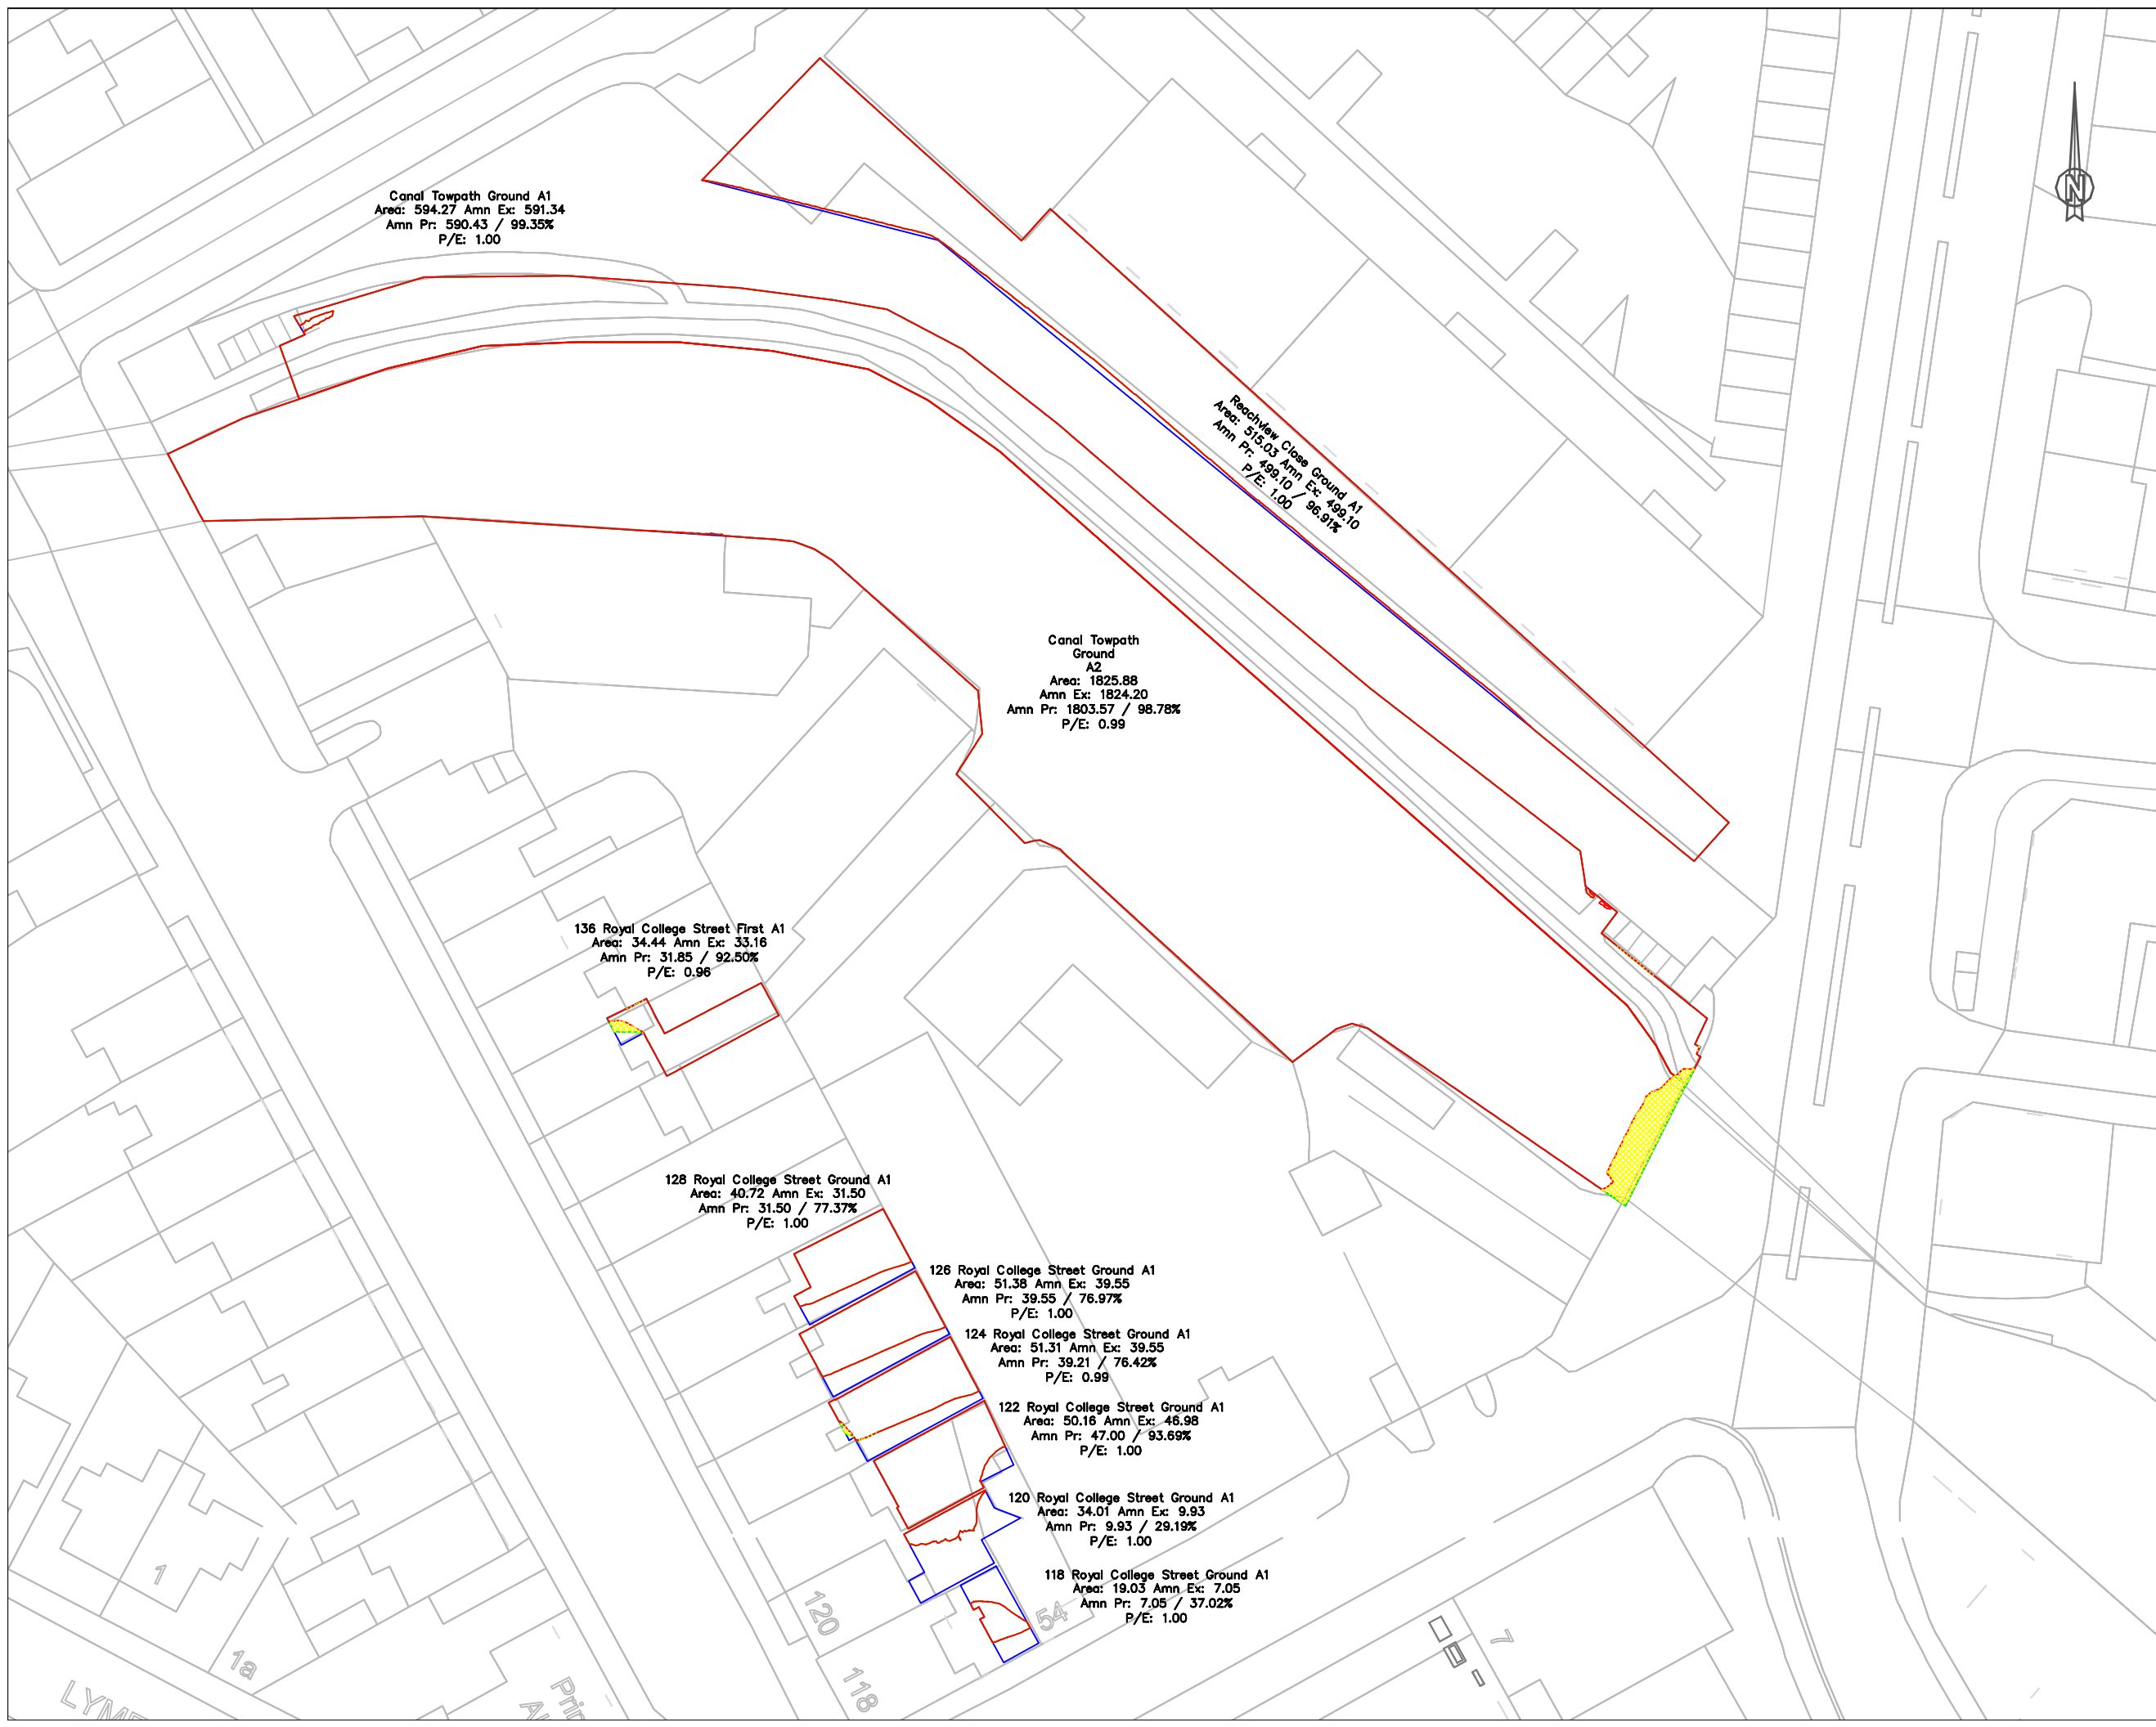 Canal Towpath Ground A1
Area: 594.27 Amn Ex: 591.34
Amn Pr: 590.43 / 99.35%
P/E: 1.00
N
Reachview Close Ground A1
Area: 515.03 Amn Ex: 499.10
Amn Pr: 499.10 / 96.91%
P/E: 1.00
Canal Towpath
Ground
A2
Area: 1825.88
Amn Ex: 1824.20
Amn Pr: 1803.57 / 98.78%
P/E: 0.99
136 Royal College Street First A1
Area: 34.44 Amn Ex: 33.16
Amn Pr: 31.85 / 92.50%
P/E: 0.96
128 Royal College Street Ground A1
Area: 40.72 Amn Ex: 31.50
Amn Pr: 31.50 / 77.37%
P/E: 1.00
126 Royal College Street Ground A1
Area: 51.38 Amn Ex: 39.55
Amn Pr: 39.55 / 76.97%
P/E: 1.00
124 Royal College Street Ground A1
Area: 51.31 Amn Ex: 39.55
Amn Pr: 39.21 / 76.42%
P/E: 0.99
122 Royal College Street Ground A1
Area: 50.16 Amn Ex: 46.98
Amn Pr: 47.00 / 93.69%
P/E: 1.00
120 Royal College Street Ground A1
Area: 34.01 Amn Ex: 9.93
Amn Pr: 9.93 / 29.19%
P/E: 1.00
118 Royal College Street Ground A1
Area: 19.03 Amn Ex: 7.05
Amn Pr: 7.05 / 37.02%
P/E: 1.00
1
1a
120
118
54
7